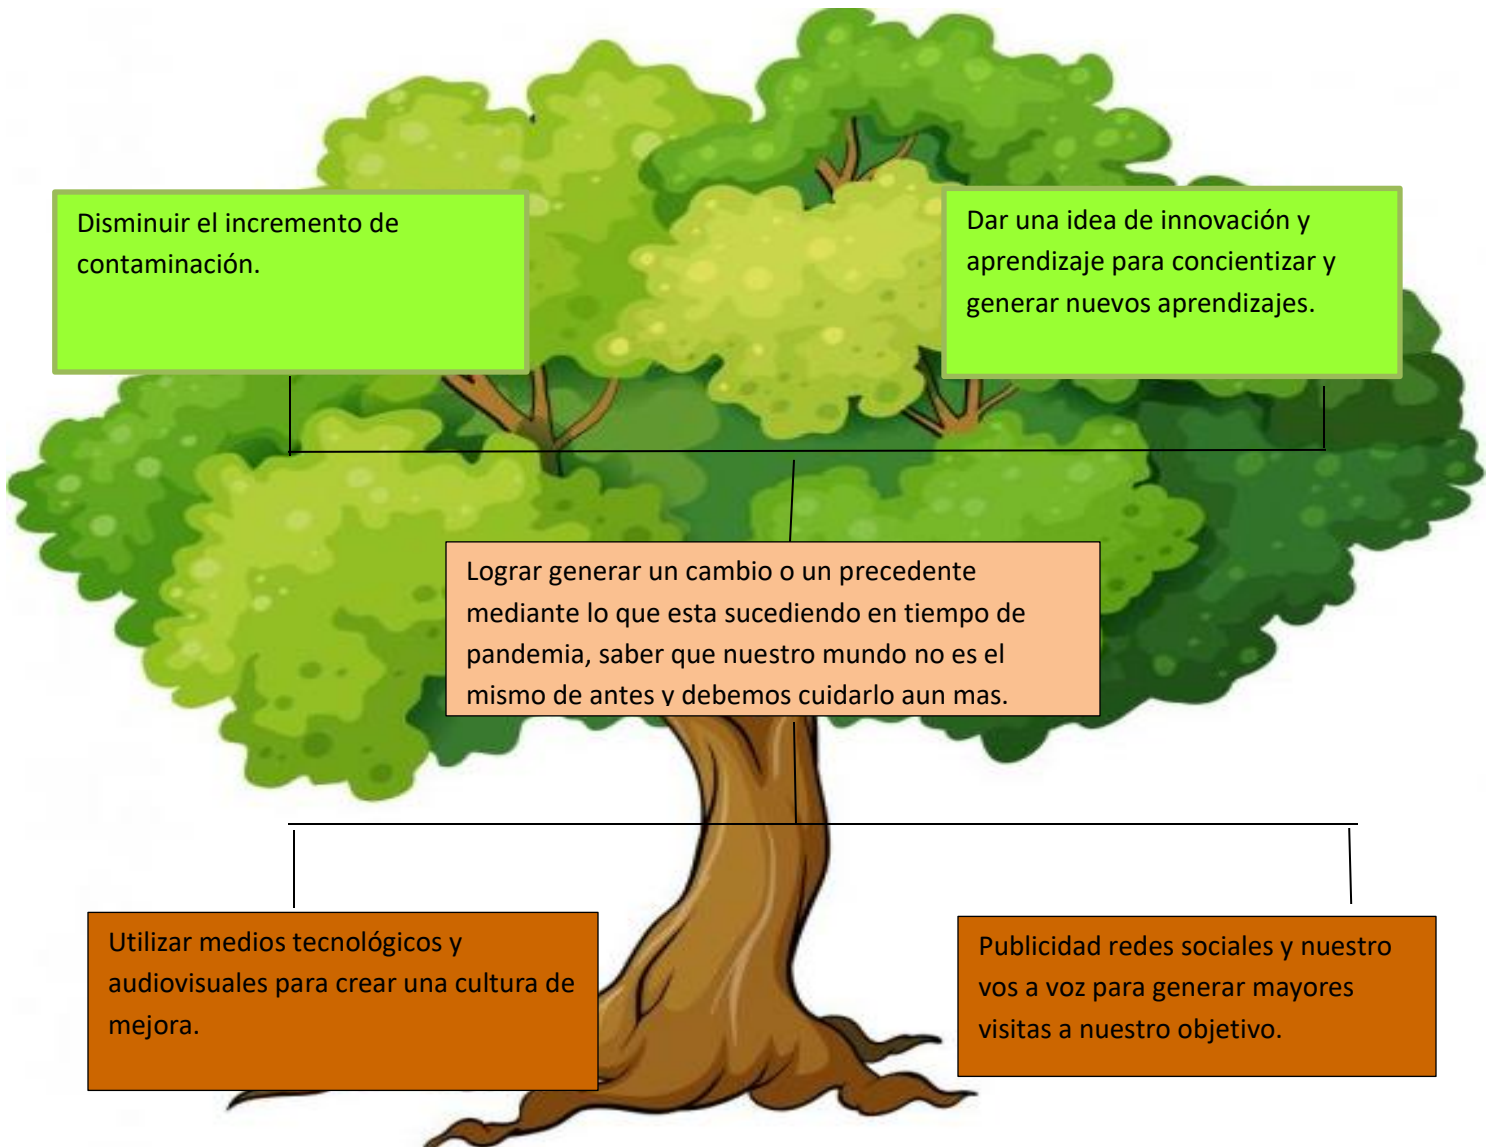 Disminuir el incremento de
contaminación.
Dar una idea de innovación y
aprendizaje para concientizar y
generar nuevos aprendizajes.
Lograr generar un cambio o un precedente
mediante lo que esta sucediendo en tiempo de
pandemia, saber que nuestro mundo no es el
mismo de antes y debemos cuidarlo aun mas.
Utilizar medios tecnológicos y
audiovisuales para crear una cultura de
mejora.
Publicidad redes sociales y nuestro
vos a voz para generar mayores
visitas a nuestro objetivo.